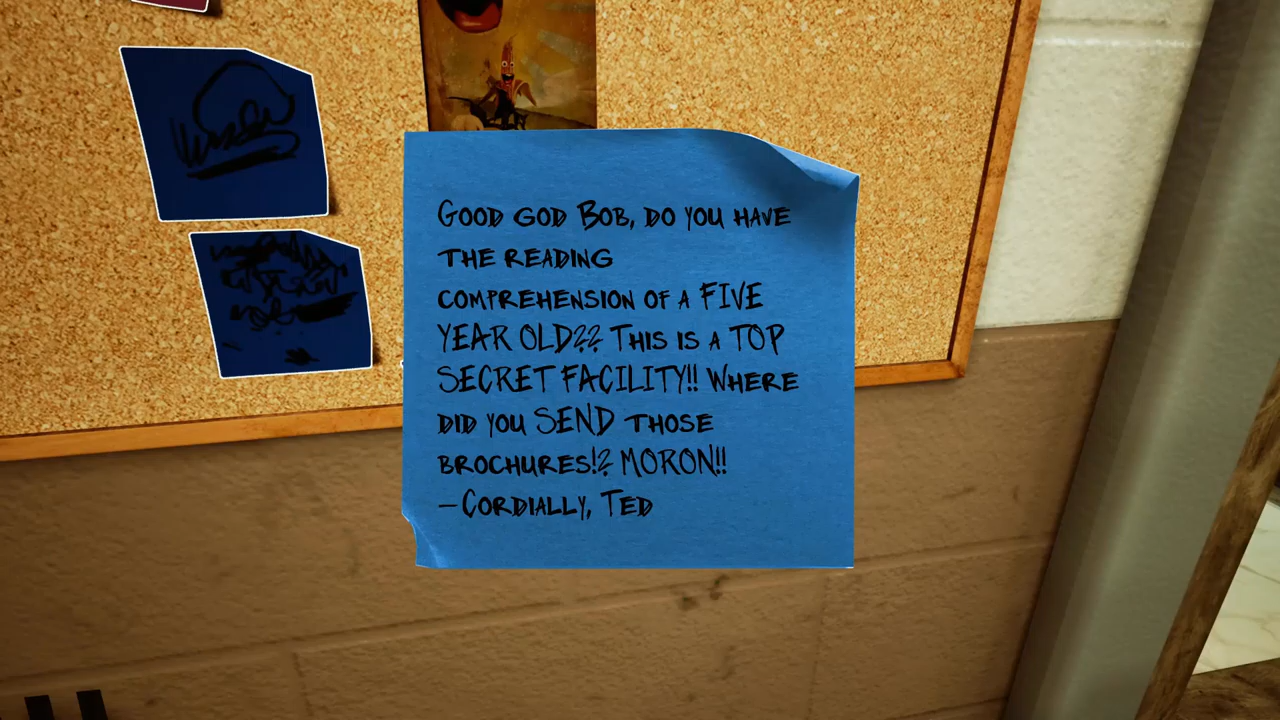 Good god Bob, do you have
the reading
comprehension of a FIVE
YEAR OLD?? This is a TOP
SECRET FACILITY!! Where
did you SEND those
brochures!? MORON!!
–Cordially, Ted